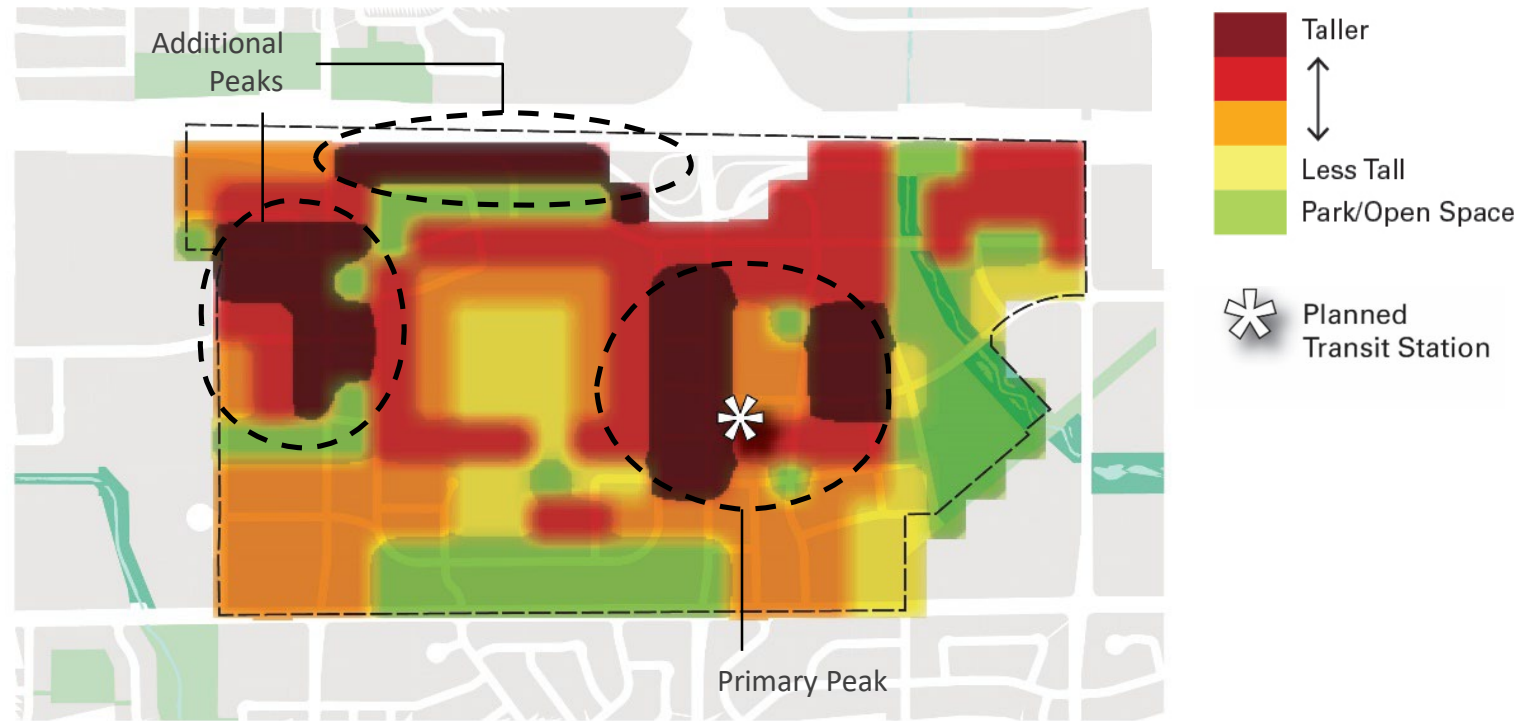 Additional
Peaks
Primary Peak
Taller
Less Tall
Park/Open Space
Planned
Transit Station